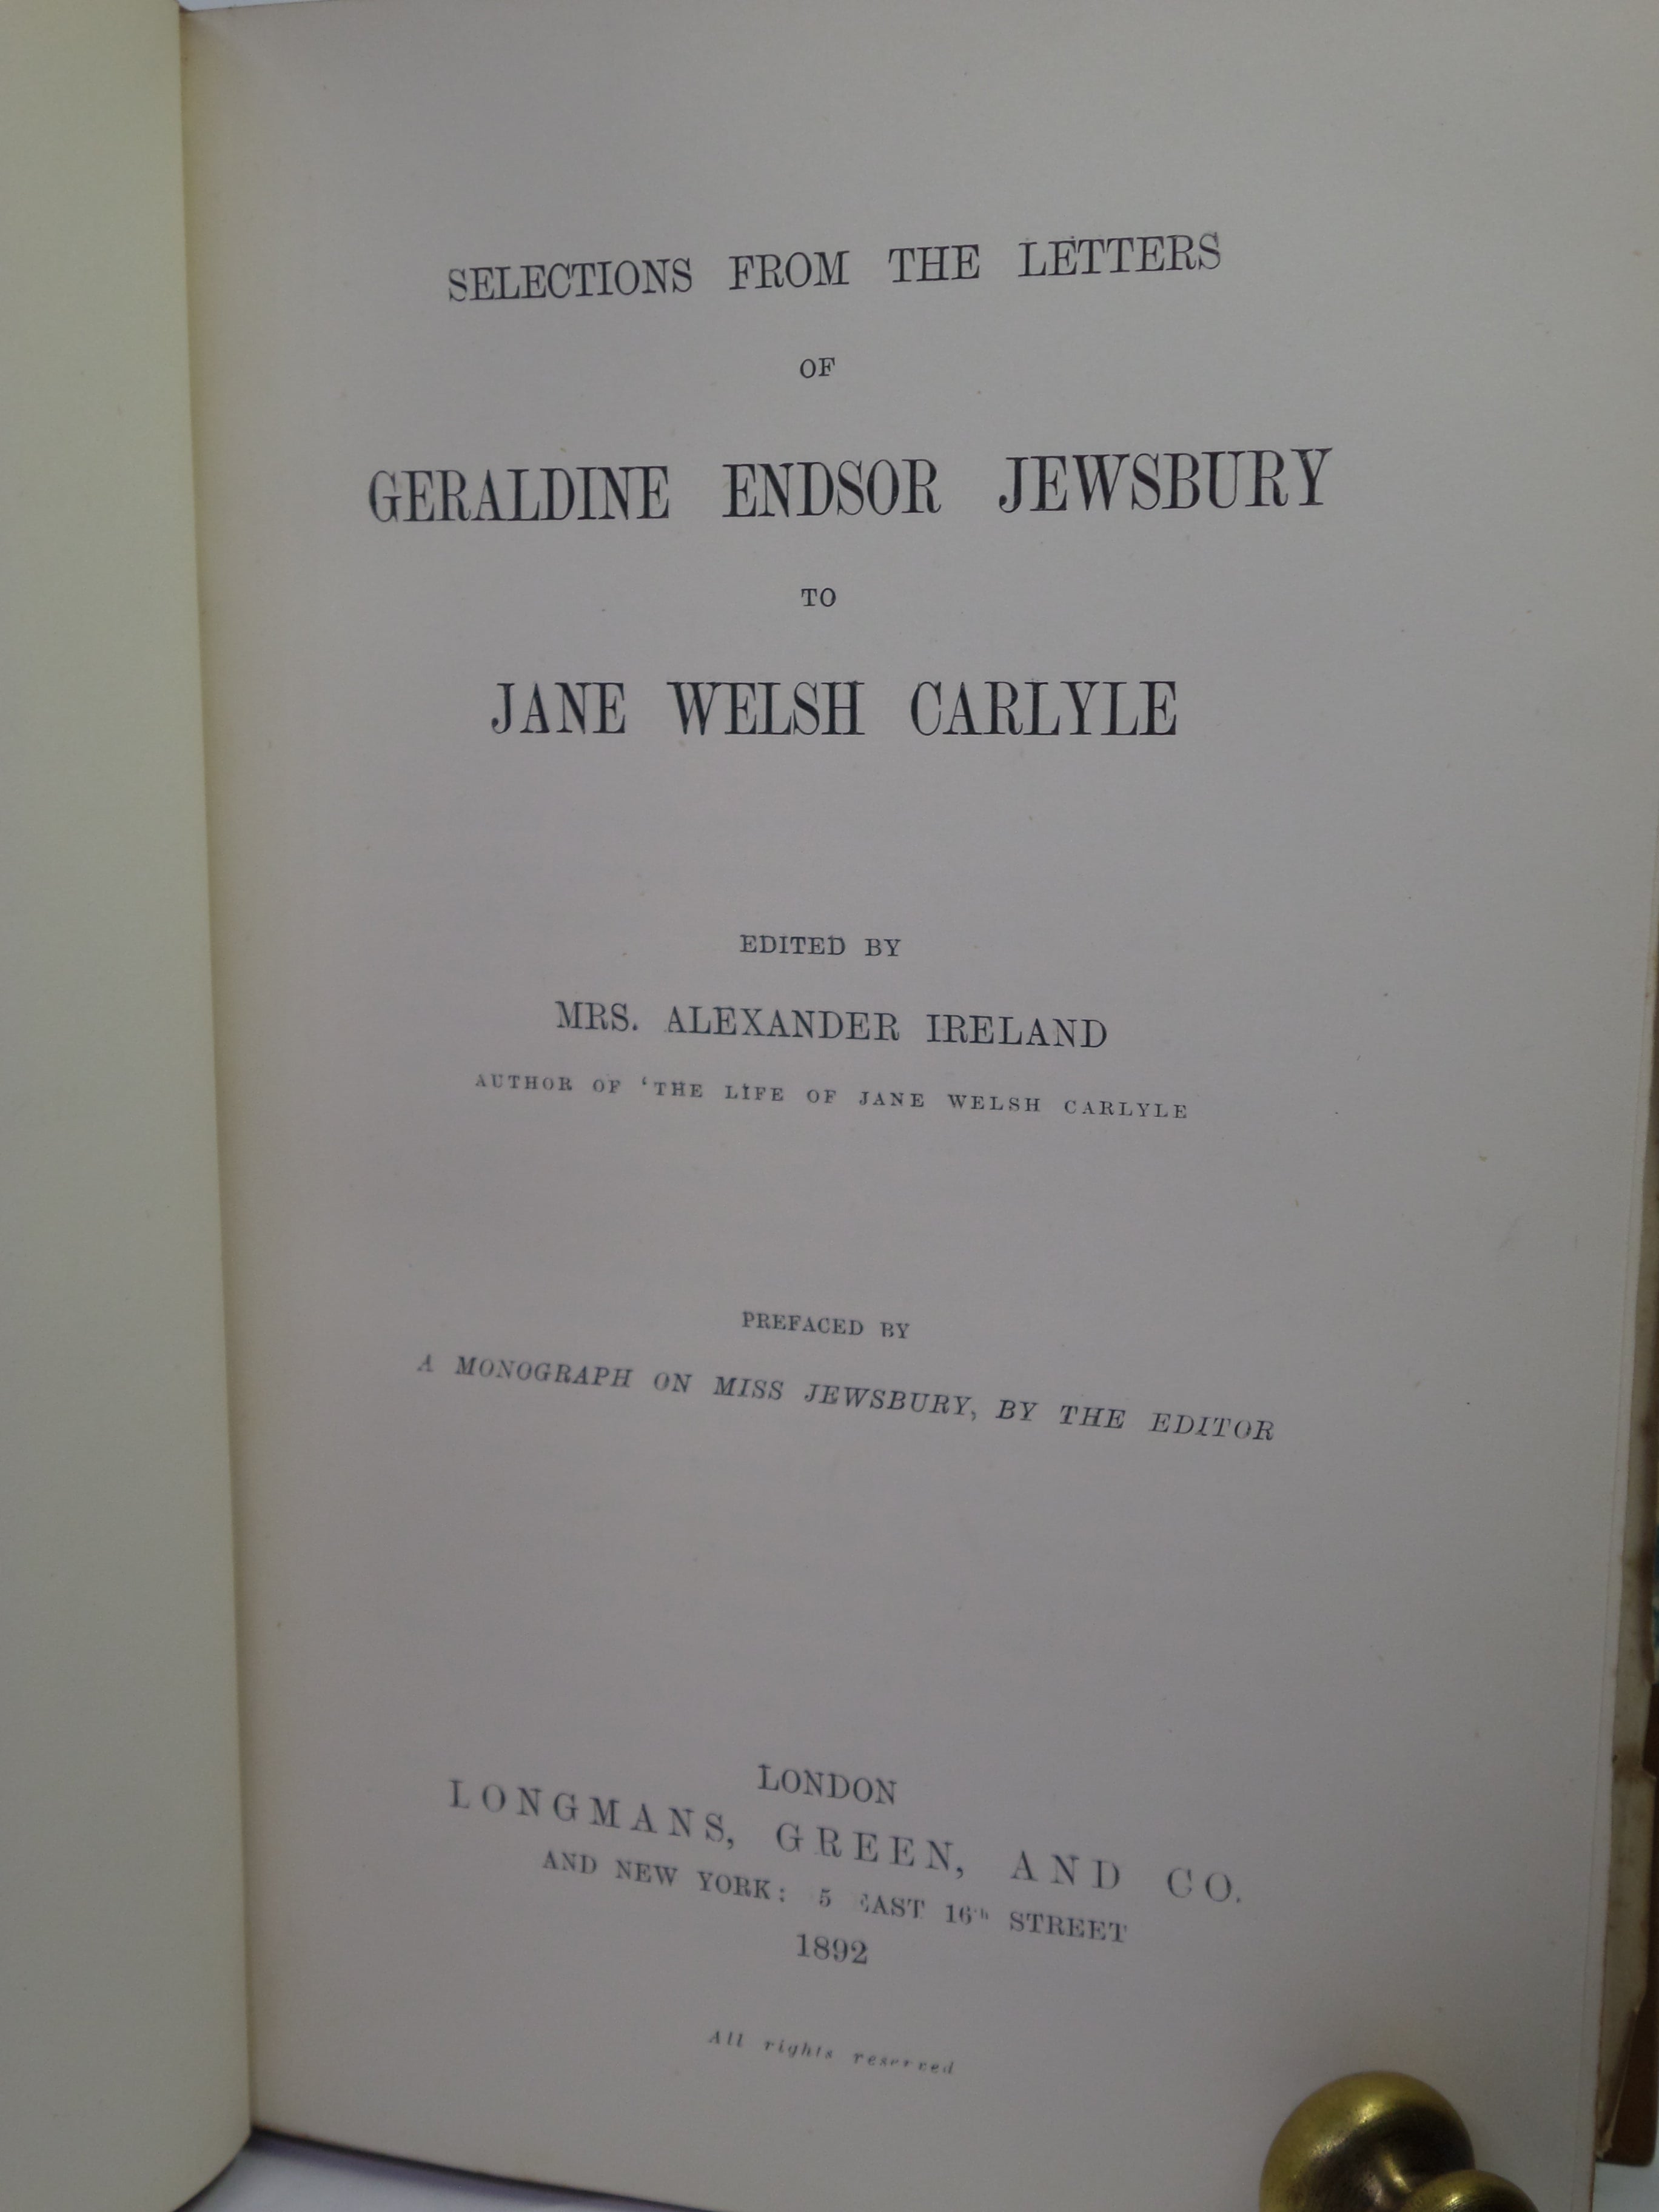 SELECTIONS FROM THE LETTERS
OF
GERALDINE ENDSOR JEWSBURY
TO
JANE WELSH CARLYLE
EDITED BY
MRS. ALEXANDER IRELAND
AUTHOR OF ‘THE LIFE OF JANE WELSH CARLYLE
PREFACED BY
A MONOGRAPH ON MISS JEWSBURY, BY THE EDITOR
LONDON
LONGMANS, GREEN, AND CO.
AND NEW YORK: 5 EAST 16th STREET
1892
All rights reserved